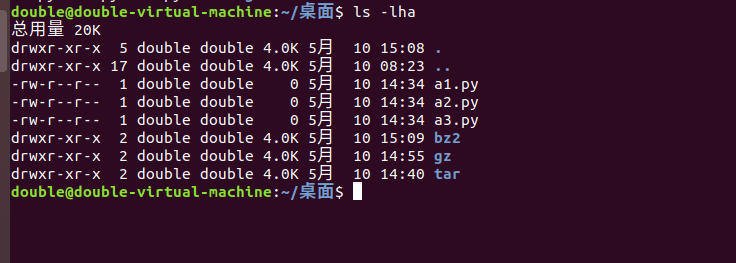 double@double-virtual-machine:~/桌面$ ls -lha
总用量 20K
drwxr-xr-x  5 double double 4.0K 5月  10 15:08 .
drwxr-xr-x 17 double double 4.0K 5月  10 08:23 ..
-rw-r--r--  1 double double    0 5月  10 14:34 a1.py
-rw-r--r--  1 double double    0 5月  10 14:34 a2.py
-rw-r--r--  1 double double    0 5月  10 14:34 a3.py
drwxr-xr-x  2 double double 4.0K 5月  10 15:09 bz2
drwxr-xr-x  2 double double 4.0K 5月  10 14:55 gz
drwxr-xr-x  2 double double 4.0K 5月  10 14:40 tar
double@double-virtual-machine:~/桌面$